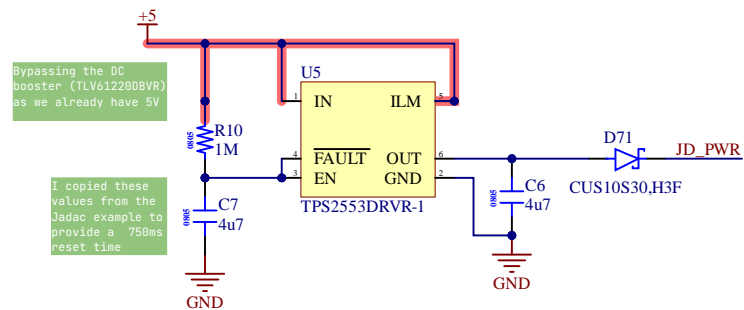 +5
Bypassing the DC
booster (TLV61220DBVR)
as we already have 5V
U5
1
IN
ILM
5
0805
R10
1M
D71
JD_PWR
4
FAULT
OUT
6
3
EN
GND
2
CUS10S30,H3F
I copied these
values from the
Jadac example to
provide a  750ms
reset time
0805
C7
4u7
TPS2553DRVR-1
0805
C6
4u7
GND
GND